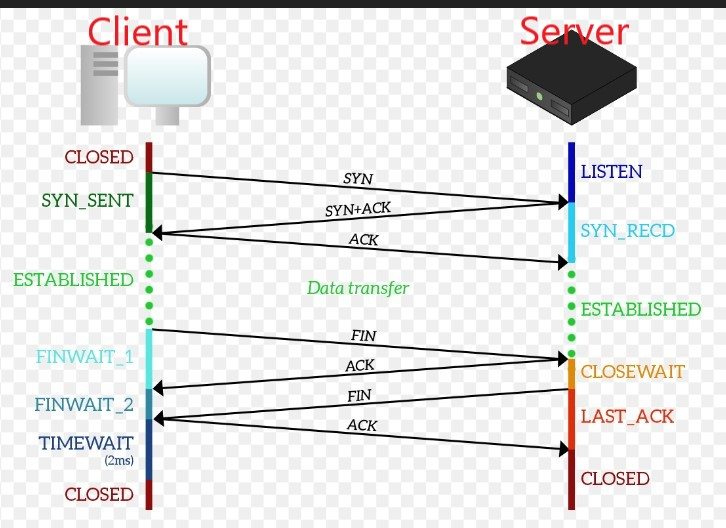 Client
Server
CLOSED
SYN
LISTEN
SYN_SENT
SYN+ACK
SYN_RECD
ACK
ESTABLISHED
Data transfer
ESTABLISHED
FIN
FINWAIT_1
ACK
CLOSEWAIT
FINWAIT_2
FIN
LAST_ACK
ACK
TIMEWAIT
(2ms)
CLOSED
CLOSED